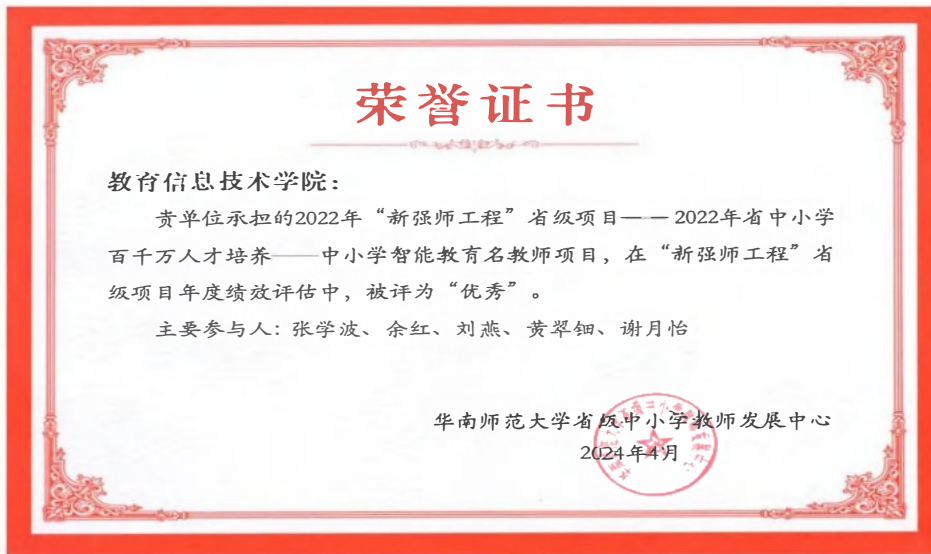 荣誉证书
教育信息技术学院：
贵单位承担的2022年“新强师工程”省级项目——2022年省中小学
百千万人才培养——中小学智能教育名教师项目，在“新强师工程”省
级项目年度绩效评估中，被评为“优秀”。
主要参与人：张学波、余红、刘燕、黄翠钿、谢月怡
华南师范大学省级中小学教师发展中心
2024年4月